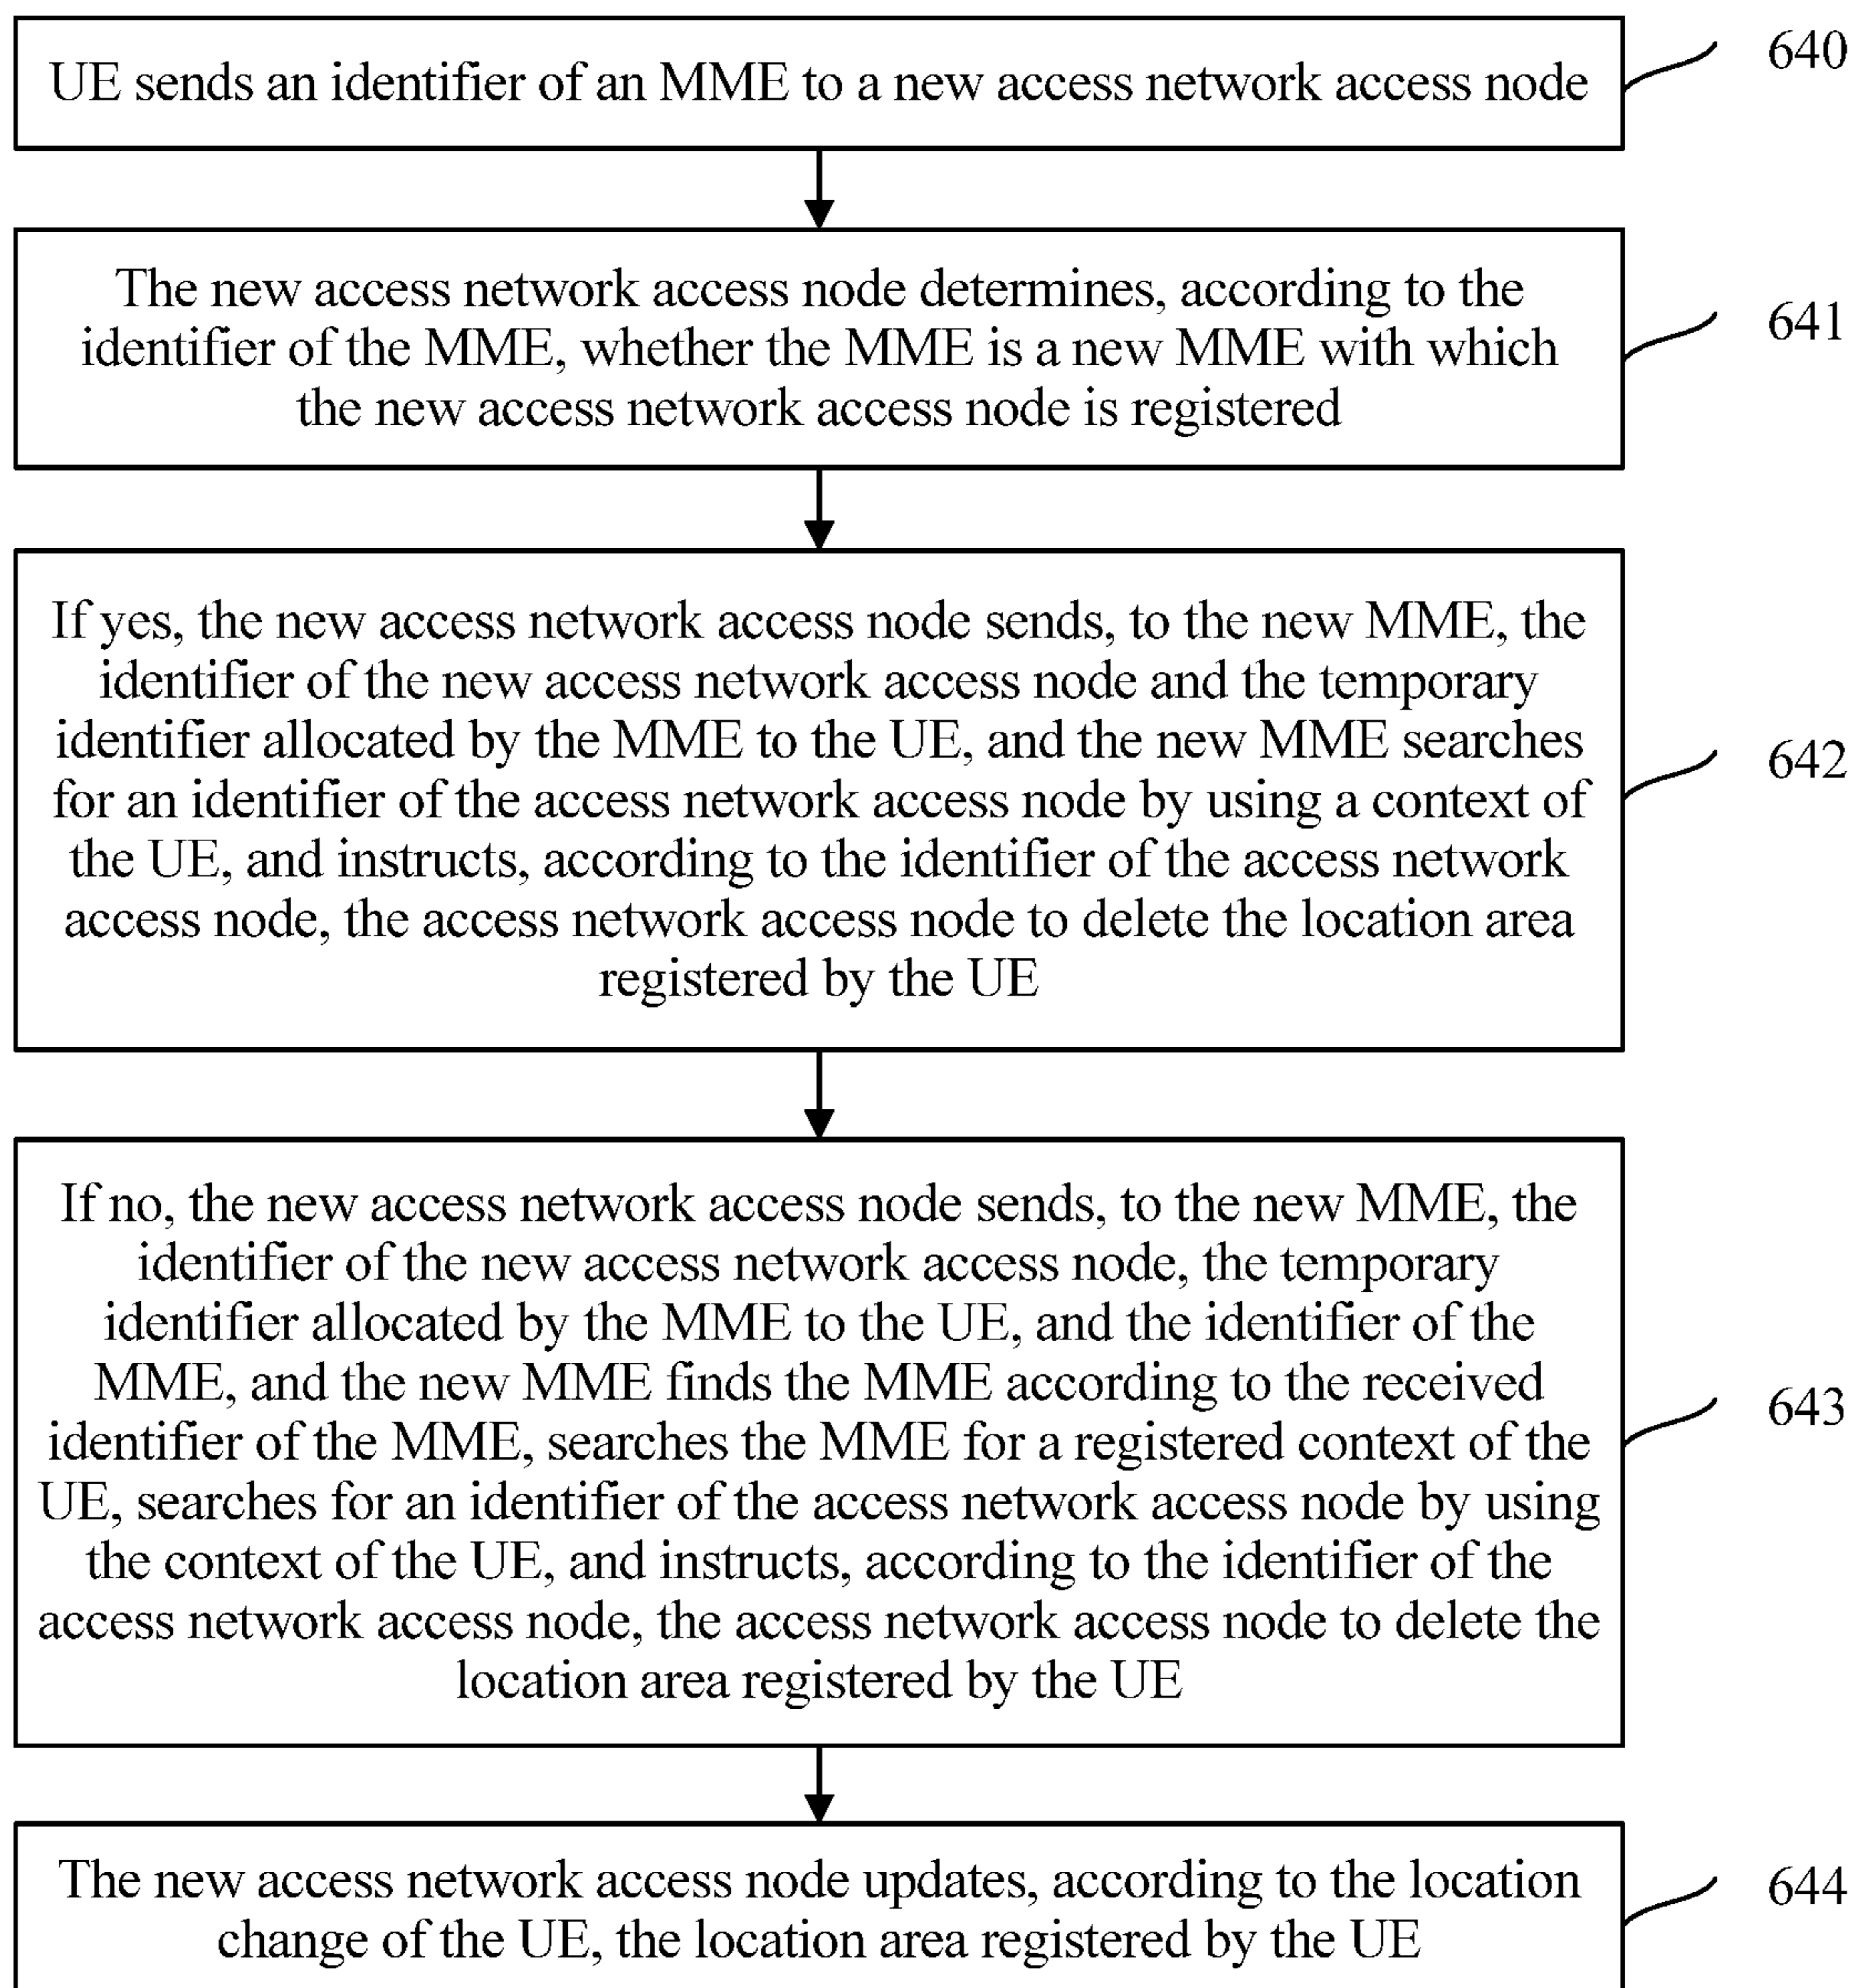 UE sends an identifier of an MME to a new access network access node
640
The new access network access node determines, according to the
identifier of the MME, whether the MME is a new MME with which
the new access network access node is registered
641
If yes, the new access network access node sends, to the new MME, the
identifier of the new access network access node and the temporary
identifier allocated by the MME to the UE, and the new MME searches
for an identifier of the access network access node by using a context of
the UE, and instructs, according to the identifier of the access network
access node, the access network access node to delete the location area
registered by the UE
642
If no, the new access network access node sends, to the new MME, the
identifier of the new access network access node, the temporary
identifier allocated by the MME to the UE, and the identifier of the
MME, and the new MME finds the MME according to the received
identifier of the MME, searches the MME for a registered context of the
UE, searches for an identifier of the access network access node by using
the context of the UE, and instructs, according to the identifier of the
access network access node, the access network access node to delete the
location area registered by the UE
643
The new access network access node updates, according to the location
change of the UE, the location area registered by the UE
644